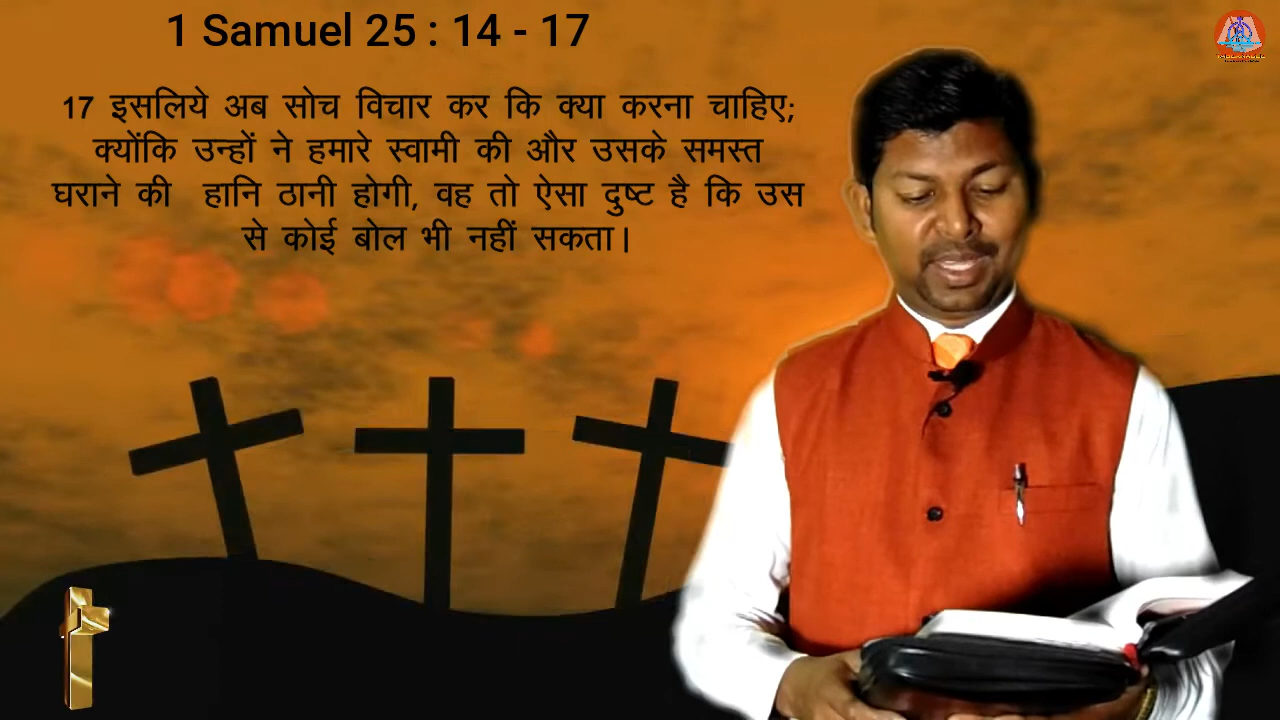 1 Samuel 25 : 14 - 17
17 इसलिये अब सोच विचार कर कि क्या करना चाहिए;
क्योंकि उन्हों ने हमारे स्वामी की और उसके समस्त
घराने की हानि ठानी होगी, वह तो ऐसा दुष्ट है कि उस
से कोई बोल भी नहीं सकता।